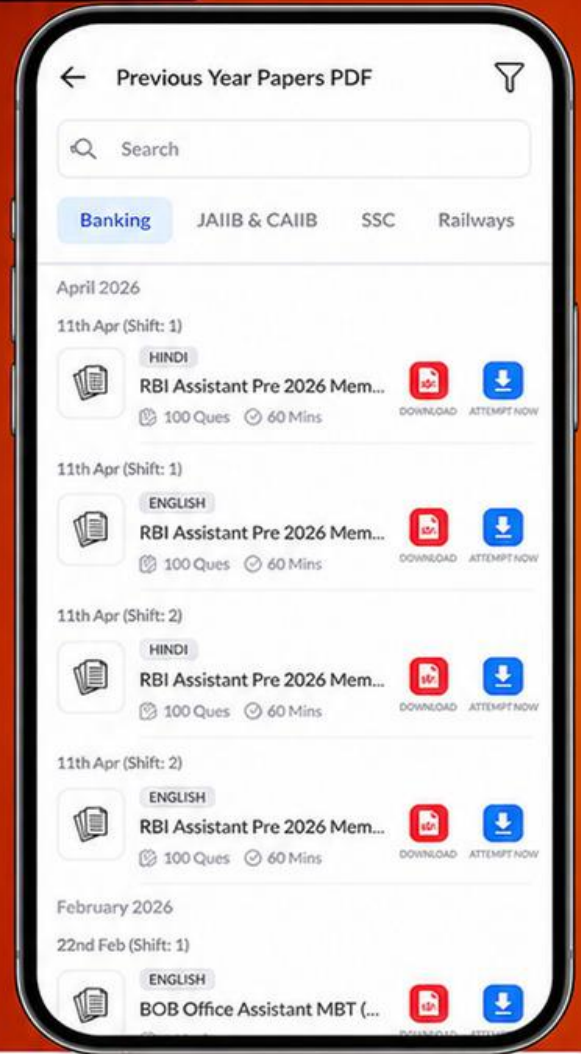 Previous Year Papers PDF
Search
Banking JAIIB & CAIIB SSC Railways
April 2026
11th Apr (Shift: 1)
HINDI
RBI Assistant Pre 2026 Mem...
100 Ques 60 Mins
DOWNLOAD ATTEMPT NOW
11th Apr (Shift: 1)
ENGLISH
RBI Assistant Pre 2026 Mem...
100 Ques 60 Mins
DOWNLOAD ATTEMPT NOW
11th Apr (Shift: 2)
HINDI
RBI Assistant Pre 2026 Mem...
100 Ques 60 Mins
DOWNLOAD ATTEMPT NOW
11th Apr (Shift: 2)
ENGLISH
RBI Assistant Pre 2026 Mem...
100 Ques 60 Mins
DOWNLOAD ATTEMPT NOW
February 2026
22nd Feb (Shift: 1)
ENGLISH
BOB Office Assistant MBT (...